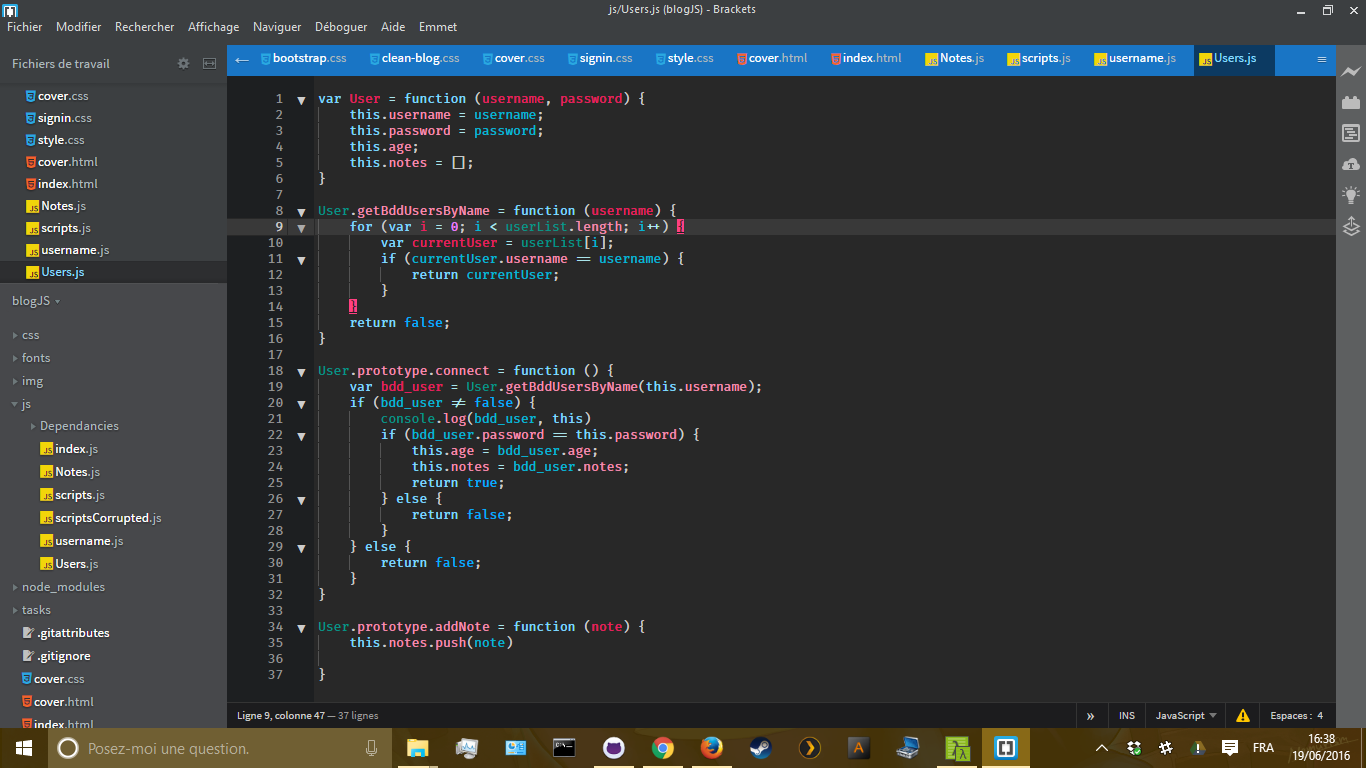 js/Users.js (blogJS) - Brackets
Fichier Modifier Rechercher Affichage Naviguer Déboguer Aide Emmet
Fichiers de travail
cover.css
signin.css
style.css
cover.html
index.html
Notes.js
scripts.js
username.js
Users.js
blogJS
css
fonts
img
js
Dependancies
index.js
Notes.js
scripts.js
scriptsCorrupted.js
username.js
Users.js
node_modules
tasks
.gitattributes
.gitignore
cover.css
cover.html
index.html
bootstrap.css clean-blog.css cover.css signin.css style.css cover.html index.html Notes.js scripts.js username.js Users.js
1 var User = function (username, password) {
2 this.username = username;
3 this.password = password;
4 this.age;
5 this.notes = [];
6 }
7
8 User.getBddUsersByName = function (username) {
9 for (var i = 0; i < userList.length; i++) {
10 var currentUser = userList[i];
11 if (currentUser.username == username) {
12 return currentUser;
13 }
14 }
15 return false;
16 }
17
18 User.prototype.connect = function () {
19 var bdd_user = User.getBddUsersByName(this.username);
20 if (bdd_user ≠ false) {
21 console.log(bdd_user, this)
22 if (bdd_user.password == this.password) {
23 this.age = bdd_user.age;
24 this.notes = bdd_user.notes;
25 return true;
26 } else {
27 return false;
28 }
29 } else {
30 return false;
31 }
32 }
33
34 User.prototype.addNote = function (note) {
35 this.notes.push(note)
36
37 }
Ligne 9, colonne 47 — 37 lignes
» INS JavaScript Espaces : 4
Posez-moi une question.
FRA
16:38
19/06/2016